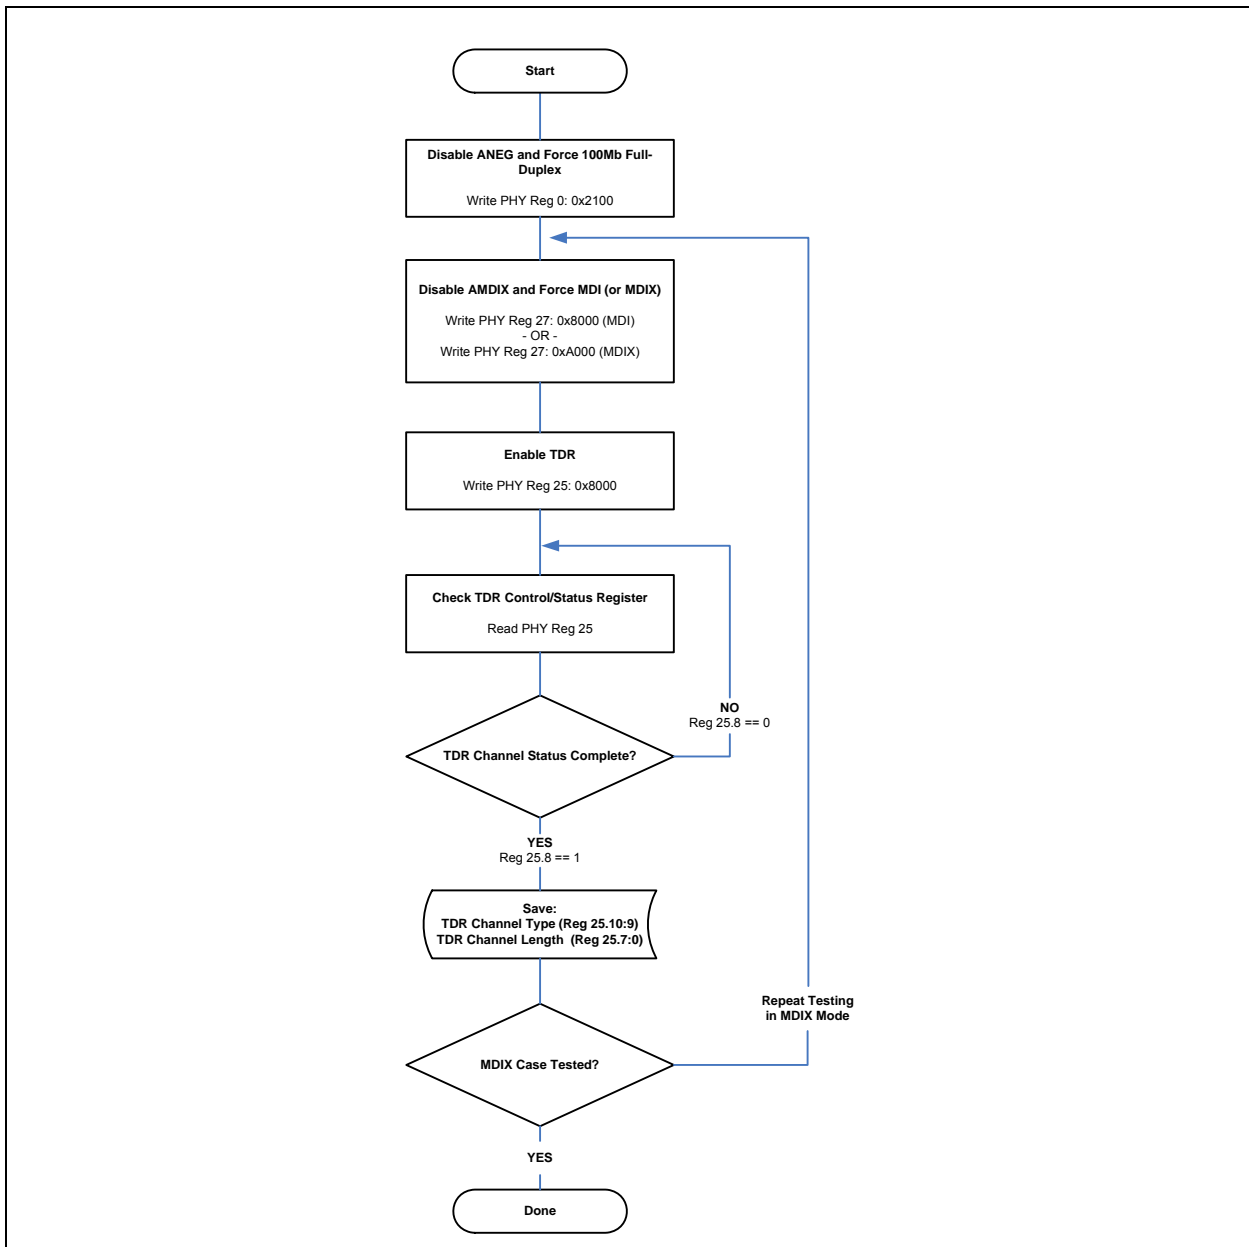 Start
Disable ANEG and Force 100Mb Full-
Duplex
Write PHY Reg 0: 0x2100
Disable AMDIX and Force MDI (or MDIX)
Write PHY Reg 27: 0x8000 (MDI)
- OR -
Write PHY Reg 27: 0xA000 (MDIX)
Enable TDR
Write PHY Reg 25: 0x8000
Check TDR Control/Status Register
Read PHY Reg 25
NO
Reg 25.8 == 0
TDR Channel Status Complete?
YES
Reg 25.8 == 1
Save:
TDR Channel Type (Reg 25.10:9)
TDR Channel Length (Reg 25.7:0)
Repeat Testing
in MDIX Mode
MDIX Case Tested?
YES
Done